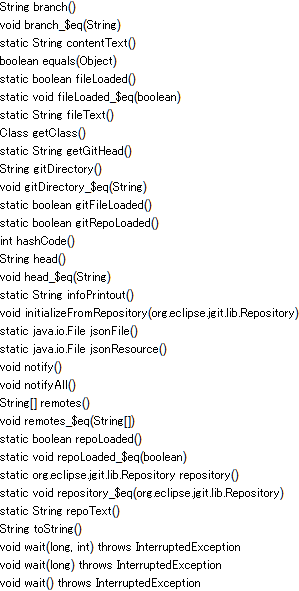 String branch()
void branch_$eq(String)
static String contentText()
boolean equals(Object)
static boolean fileLoaded()
static void fileLoaded_$eq(boolean)
static String fileText()
Class getClass()
static String getGitHead()
String gitDirectory()
void gitDirectory_$eq(String)
static boolean gitFileLoaded()
static boolean gitRepoLoaded()
int hashCode()
String head()
void head_$eq(String)
static String infoPrintout()
void initializeFromRepository(org.eclipse.jgit.lib.Repository)
static java.io.File jsonFile()
static java.io.File jsonResource()
void notify()
void notifyAll()
String[] remotes()
void remotes_$eq(String[])
static boolean repoLoaded()
static void repoLoaded_$eq(boolean)
static org.eclipse.jgit.lib.Repository repository()
static void repository_$eq(org.eclipse.jgit.lib.Repository)
static String repoText()
String toString()
void wait(long, int) throws InterruptedException
void wait(long) throws InterruptedException
void wait() throws InterruptedException